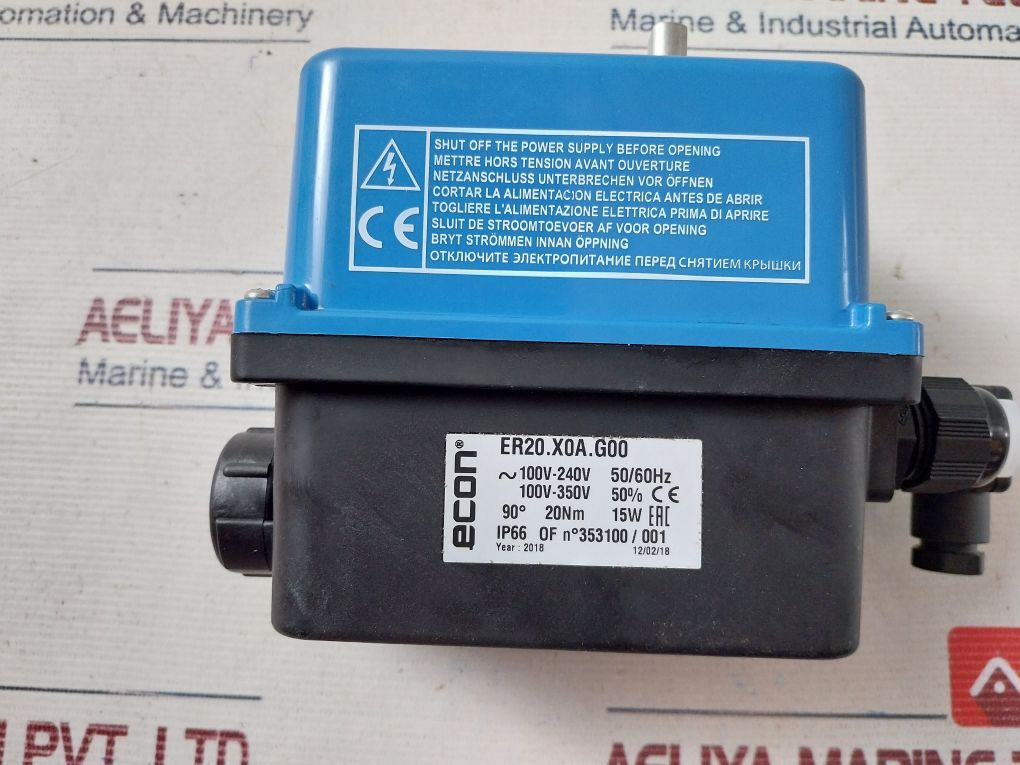 omation & Machinery
Marine & Industrial Automa
SHUT OFF THE POWER SUPPLY BEFORE OPENING
METTRE HORS TENSION AVANT OUVERTURE
NETZANSCHLUSS UNTERBRECHEN VOR ÖFFNEN
CORTAR LA ALIMENTACION ELECTRICA ANTES DE ABRIR
TOGLIERE L'ALIMENTAZIONE ELETTRICA PRIMA DI APRIRE
SLUIT DE STROOMTOEVOER AF VOOR OPENING
BRYT STRÖMMEN INNAN ÖPPNING
ОТКЛЮЧИТЕ ЭЛЕКТРОПИТАНИЕ ПЕРЕД СНЯТИЕМ КРЫШКИ
CE
AELIYA
Marine &
econ®
ER20.X0A.G00
~100V-240V 50/60Hz
100V-350V 50% CE
90° 20Nm 15W EAC
IP66 OF n°353100 / 001
Year : 2018 12/02/18
PVT. LTD
AELIYA MARINE T